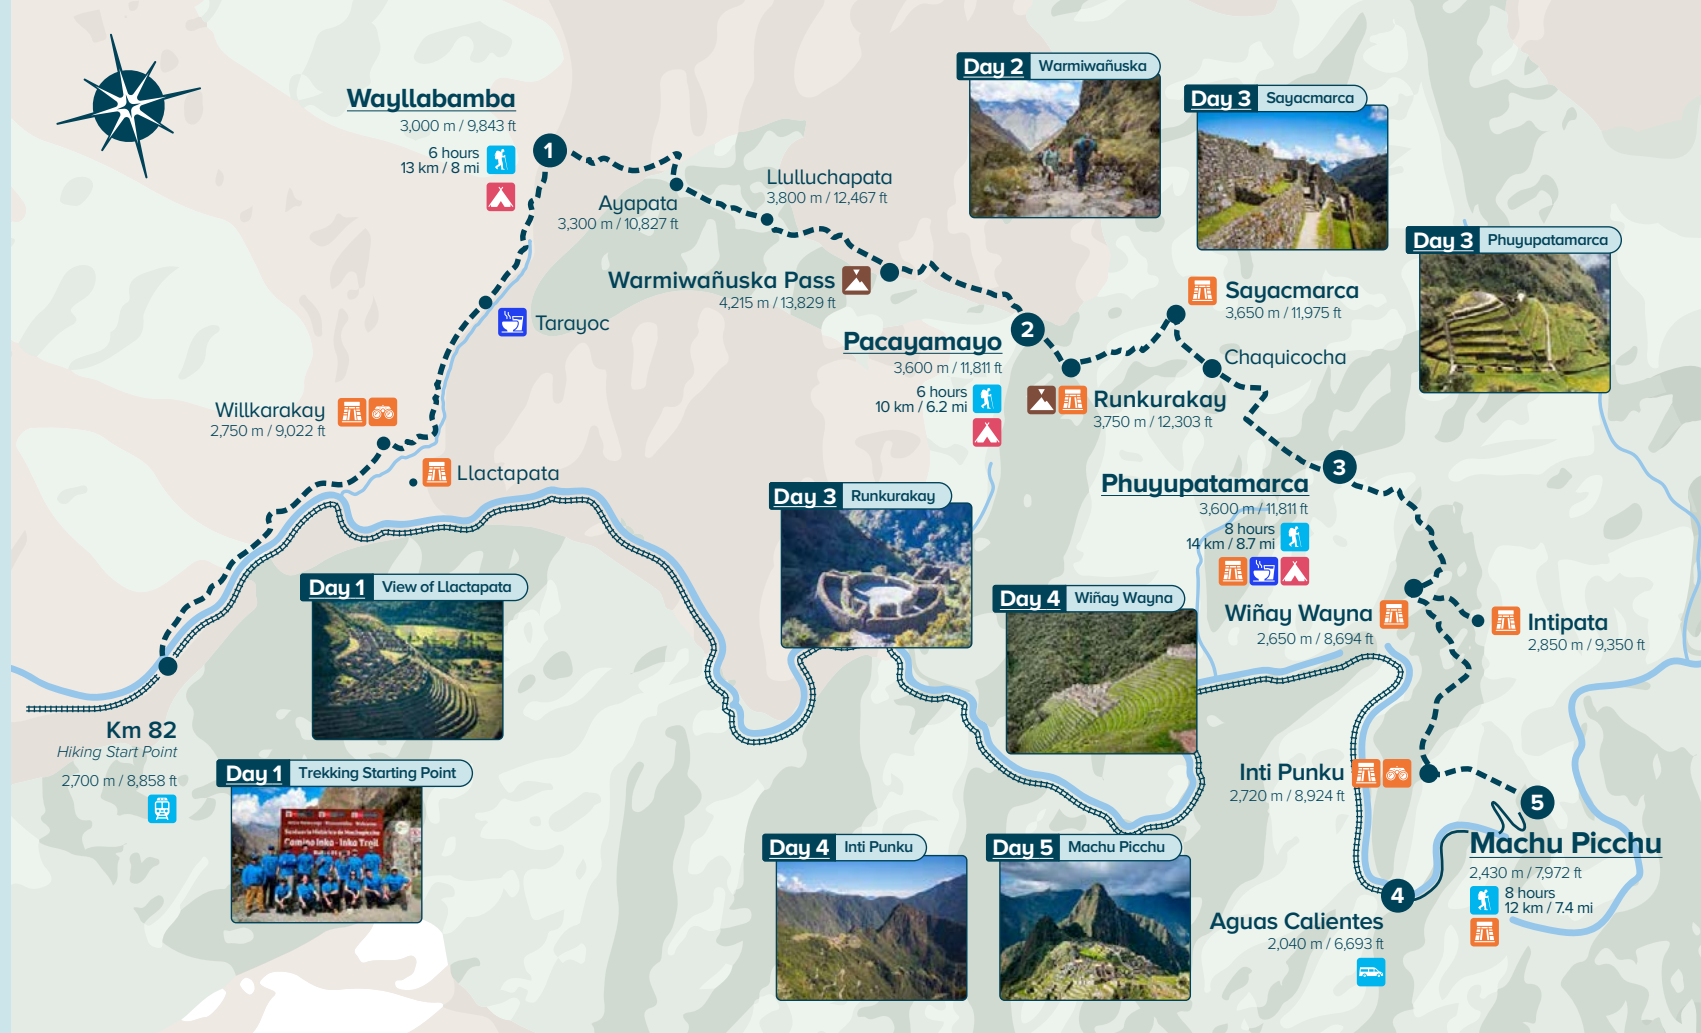 Wayllabamba
3,000 m / 9,843 ft
6 hours
13 km / 8 mi
1
Ayapata
3,300 m / 10,827 ft
Llulluchapata
3,800 m / 12,467 ft
Warmiwañuska Pass
4,215 m / 13,829 ft
Tarayoc
Willkarakay
2,750 m / 9,022 ft
Llactapata
Km 82
Hiking Start Point
2,700 m / 8,858 ft
Day 1 View of Llactapata
Day 1 Trekking Starting Point
Camino Inka - Inka Trail
Day 2 Warmiwañuska
Day 3 Sayacmarca
Day 3 Phuyupatamarca
2
Pacayamayo
3,600 m / 11,811 ft
6 hours
10 km / 6.2 mi
Sayacmarca
3,650 m / 11,975 ft
Chaquicocha
Runkurakay
3,750 m / 12,303 ft
3
Phuyupatamarca
3,600 m / 11,811 ft
8 hours
14 km / 8.7 mi
Day 3 Runkurakay
Day 4 Wiñay Wayna
Wiñay Wayna
2,650 m / 8,694 ft
Intipata
2,850 m / 9,350 ft
Inti Punku
2,720 m / 8,924 ft
5
Machu Picchu
2,430 m / 7,972 ft
8 hours
12 km / 7.4 mi
4
Aguas Calientes
2,040 m / 6,693 ft
Day 4 Inti Punku
Day 5 Machu Picchu